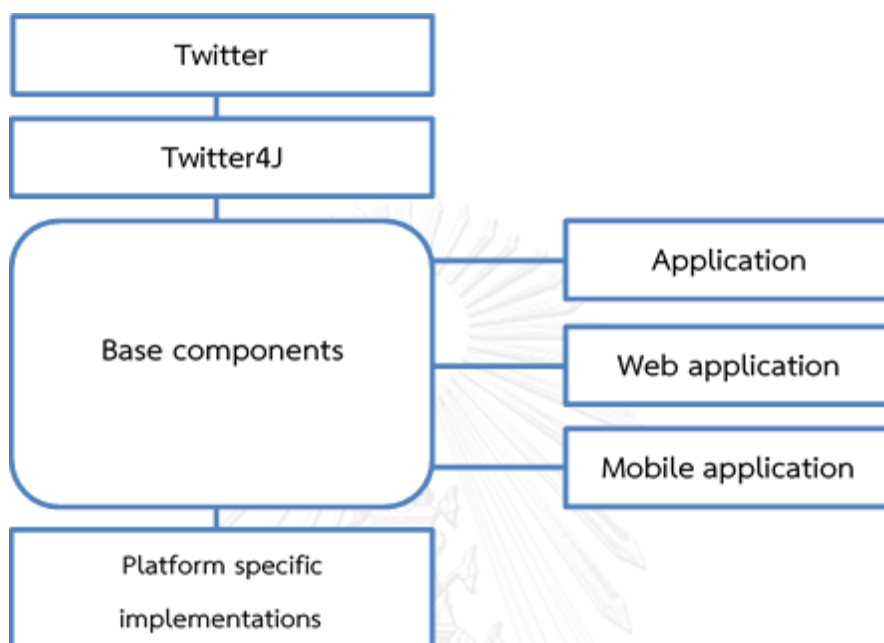 Twitter
Twitter4J
Base components
Application
Web application
Mobile application
Platform specific
implementations